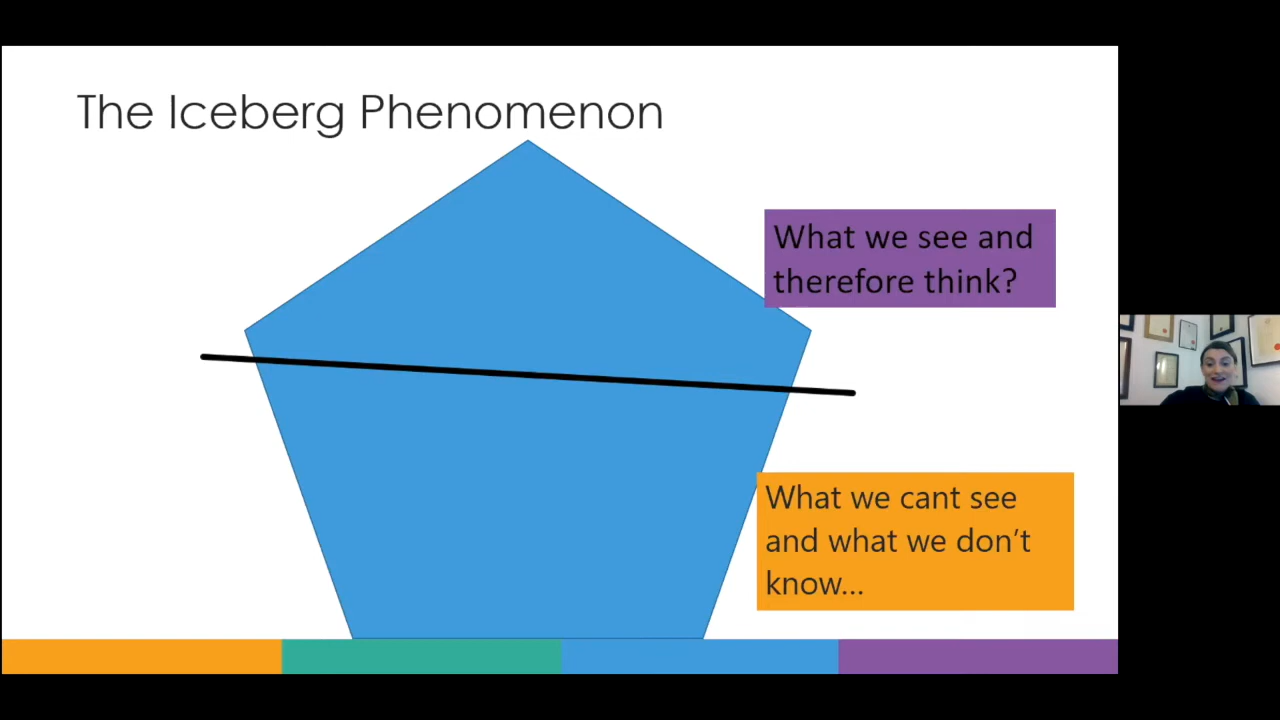 The Iceberg Phenomenon
What we see and
therefore think?
What we cant see
and what we don’t
know...